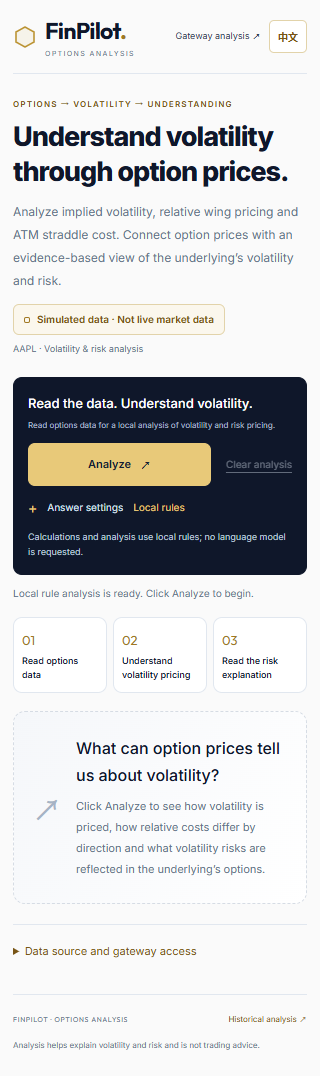 FinPilot.
OPTIONS ANALYSIS
Gateway analysis ↗
中文
OPTIONS → VOLATILITY → UNDERSTANDING
Understand volatility
through option prices.
Analyze implied volatility, relative wing pricing and
ATM straddle cost. Connect option prices with an
evidence-based view of the underlying’s volatility
and risk.
Simulated data · Not live market data
AAPL · Volatility & risk analysis
Read the data. Understand volatility.
Read options data for a local analysis of volatility and risk pricing.
Analyze ↗
Clear analysis
+ Answer settings Local rules
Calculations and analysis use local rules; no language model
is requested.
Local rule analysis is ready. Click Analyze to begin.
01
Read options
data
02
Understand
volatility pricing
03
Read the risk
explanation
What can option prices tell
us about volatility?
Click Analyze to see how volatility is
priced, how relative costs differ by
direction and what volatility risks are
reflected in the underlying’s options.
Data source and gateway access
FINPILOT · OPTIONS ANALYSIS
Historical analysis ↗
Analysis helps explain volatility and risk and is not trading advice.